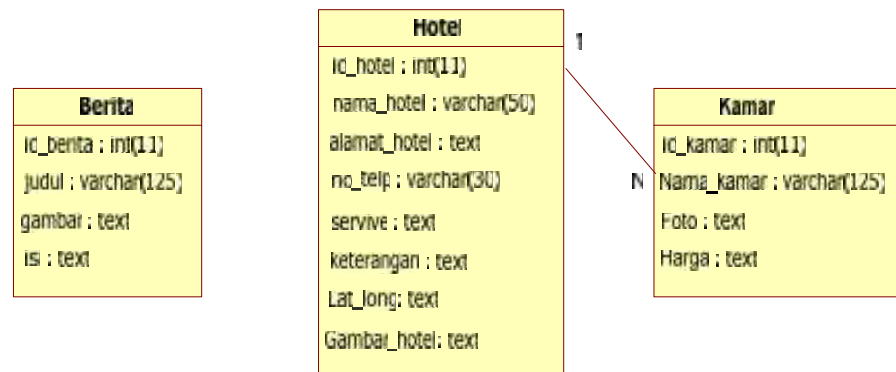 Berita
id_berita : int(11)
judul : varchar(125)
gambar : text
isi : text
Hotel
id_hotel : int(11)
nama_hotel : varchar(50)
alamat_hotel : text
no_telp : varchar(30)
servive : text
keterangan : text
Lat_long: text
Gambar_hotel: text
1
N
Kamar
id_kamar : int(11)
Nama_kamar : varchar(125)
Foto : text
Harga : text